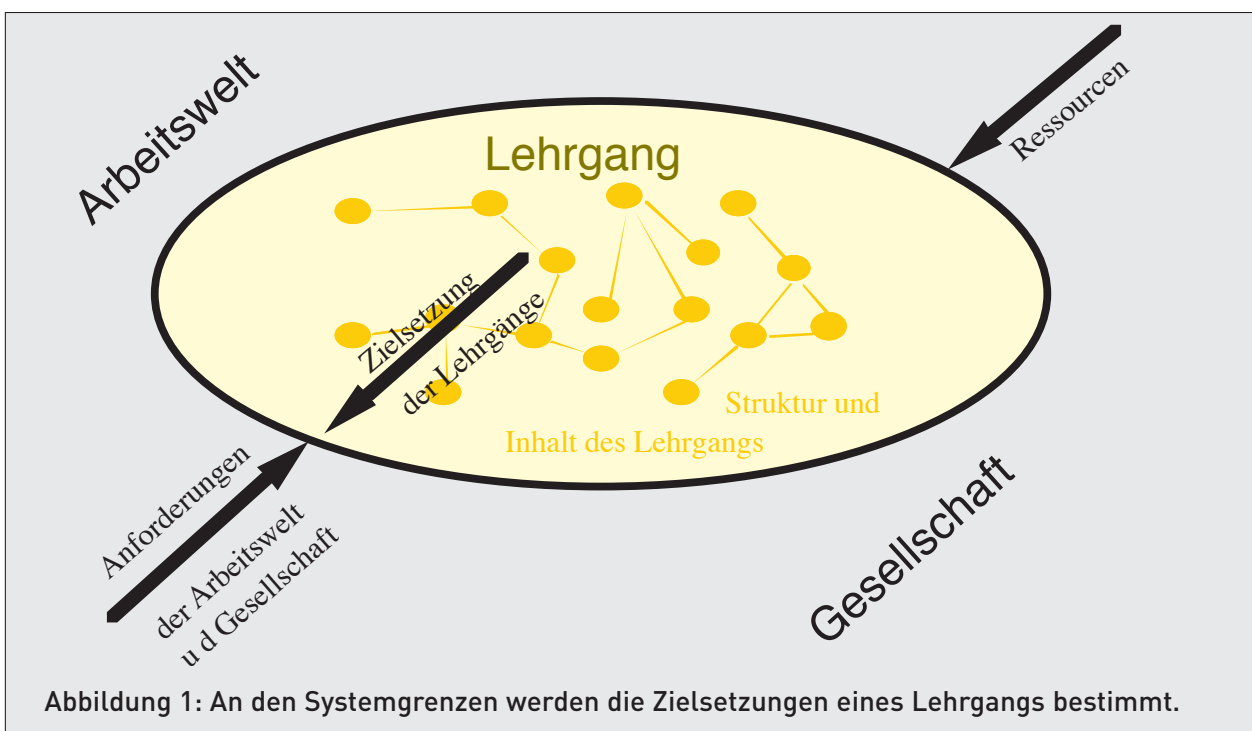 Arbeitswelt
Ressourcen
Lehrgang
Zielsetzung
der Lehrgänge
Struktur und
Inhalt des Lehrgangs
Anforderungen
der Arbeitswelt
u d Gesellschaft
Gesellschaft
Abbildung 1: An den Systemgrenzen werden die Zielsetzungen eines Lehrgangs bestimmt.